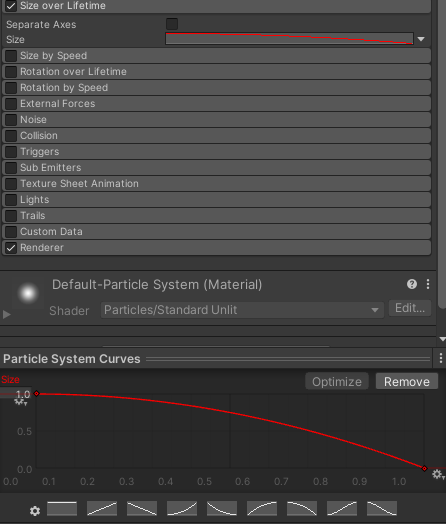 Size over Lifetime
Separate Axes
Size
Size by Speed
Rotation over Lifetime
Rotation by Speed
External Forces
Noise
Collision
Triggers
Sub Emitters
Texture Sheet Animation
Lights
Trails
Custom Data
Renderer
Default-Particle System (Material)
Shader Particles/Standard Unlit Edit...
Particle System Curves
Optimize Remove
Size
1.0
0.5
0.0
0.0 0.1 0.2 0.3 0.4 0.5 0.6 0.7 0.8 0.9 1.0